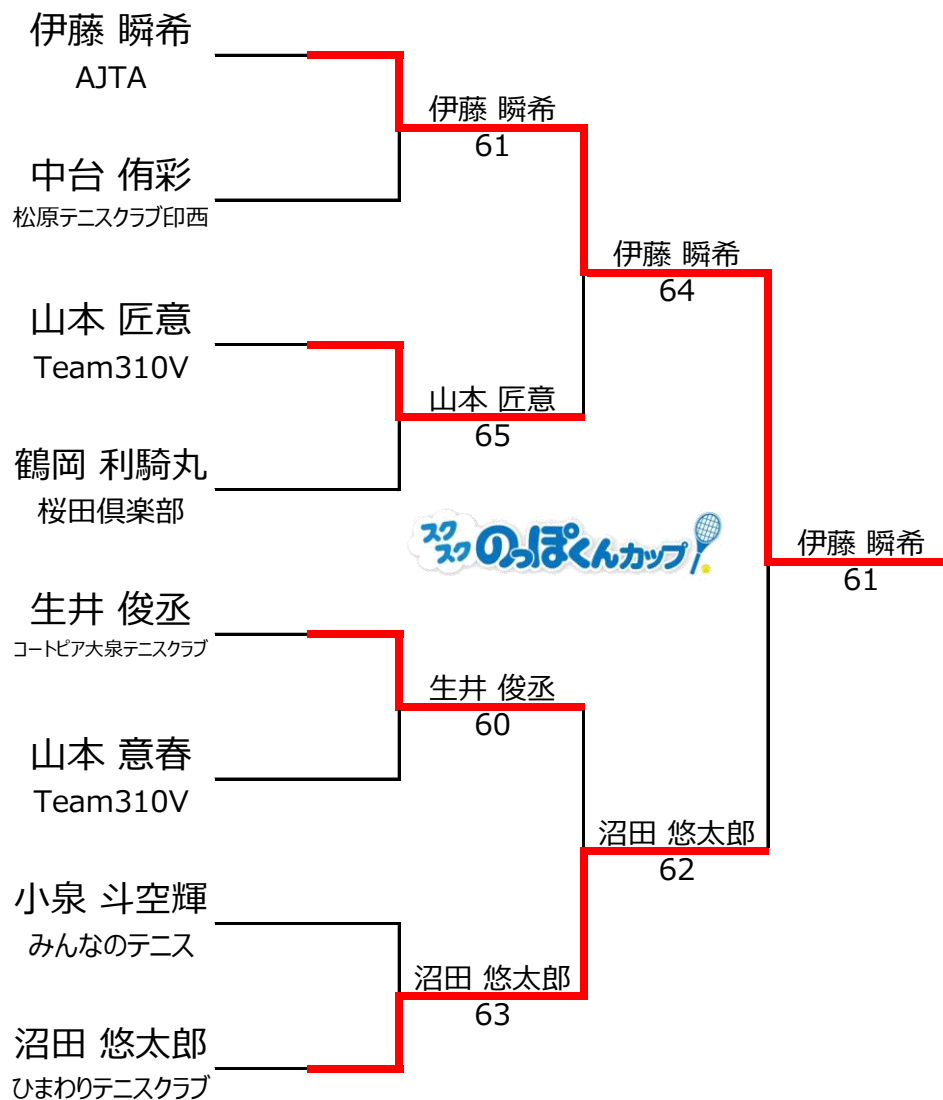 伊藤 瞬希
AJTA
中台 侑彩
松原テニスクラブ印西
山本 匠意
Team310V
鶴岡 利騎丸
桜田倶楽部
生井 俊丞
コートピア大泉テニスクラブ
山本 意春
Team310V
小泉 斗空輝
みんなのテニス
沼田 悠太郎
ひまわりテニスクラブ
伊藤 瞬希
61
山本 匠意
65
生井 俊丞
60
沼田 悠太郎
63
伊藤 瞬希
64
沼田 悠太郎
62
スクスクのっぽくんカップ
伊藤 瞬希
61